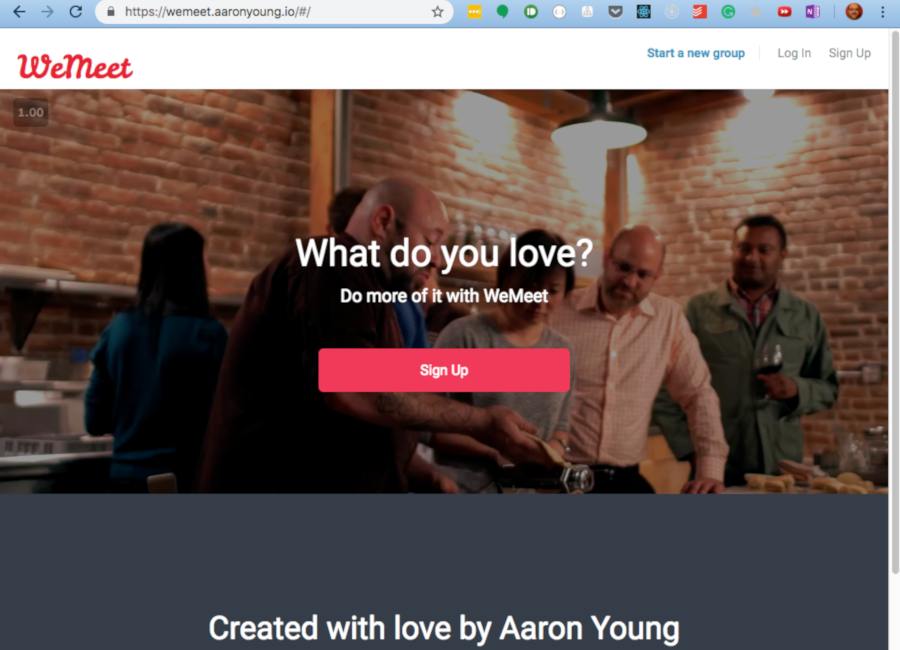 https://wemeet.aaronyoung.io/#/
WeMeet
Start a new group
Log In
Sign Up
1.00
What do you love?
Do more of it with WeMeet
Sign Up
Created with love by Aaron Young